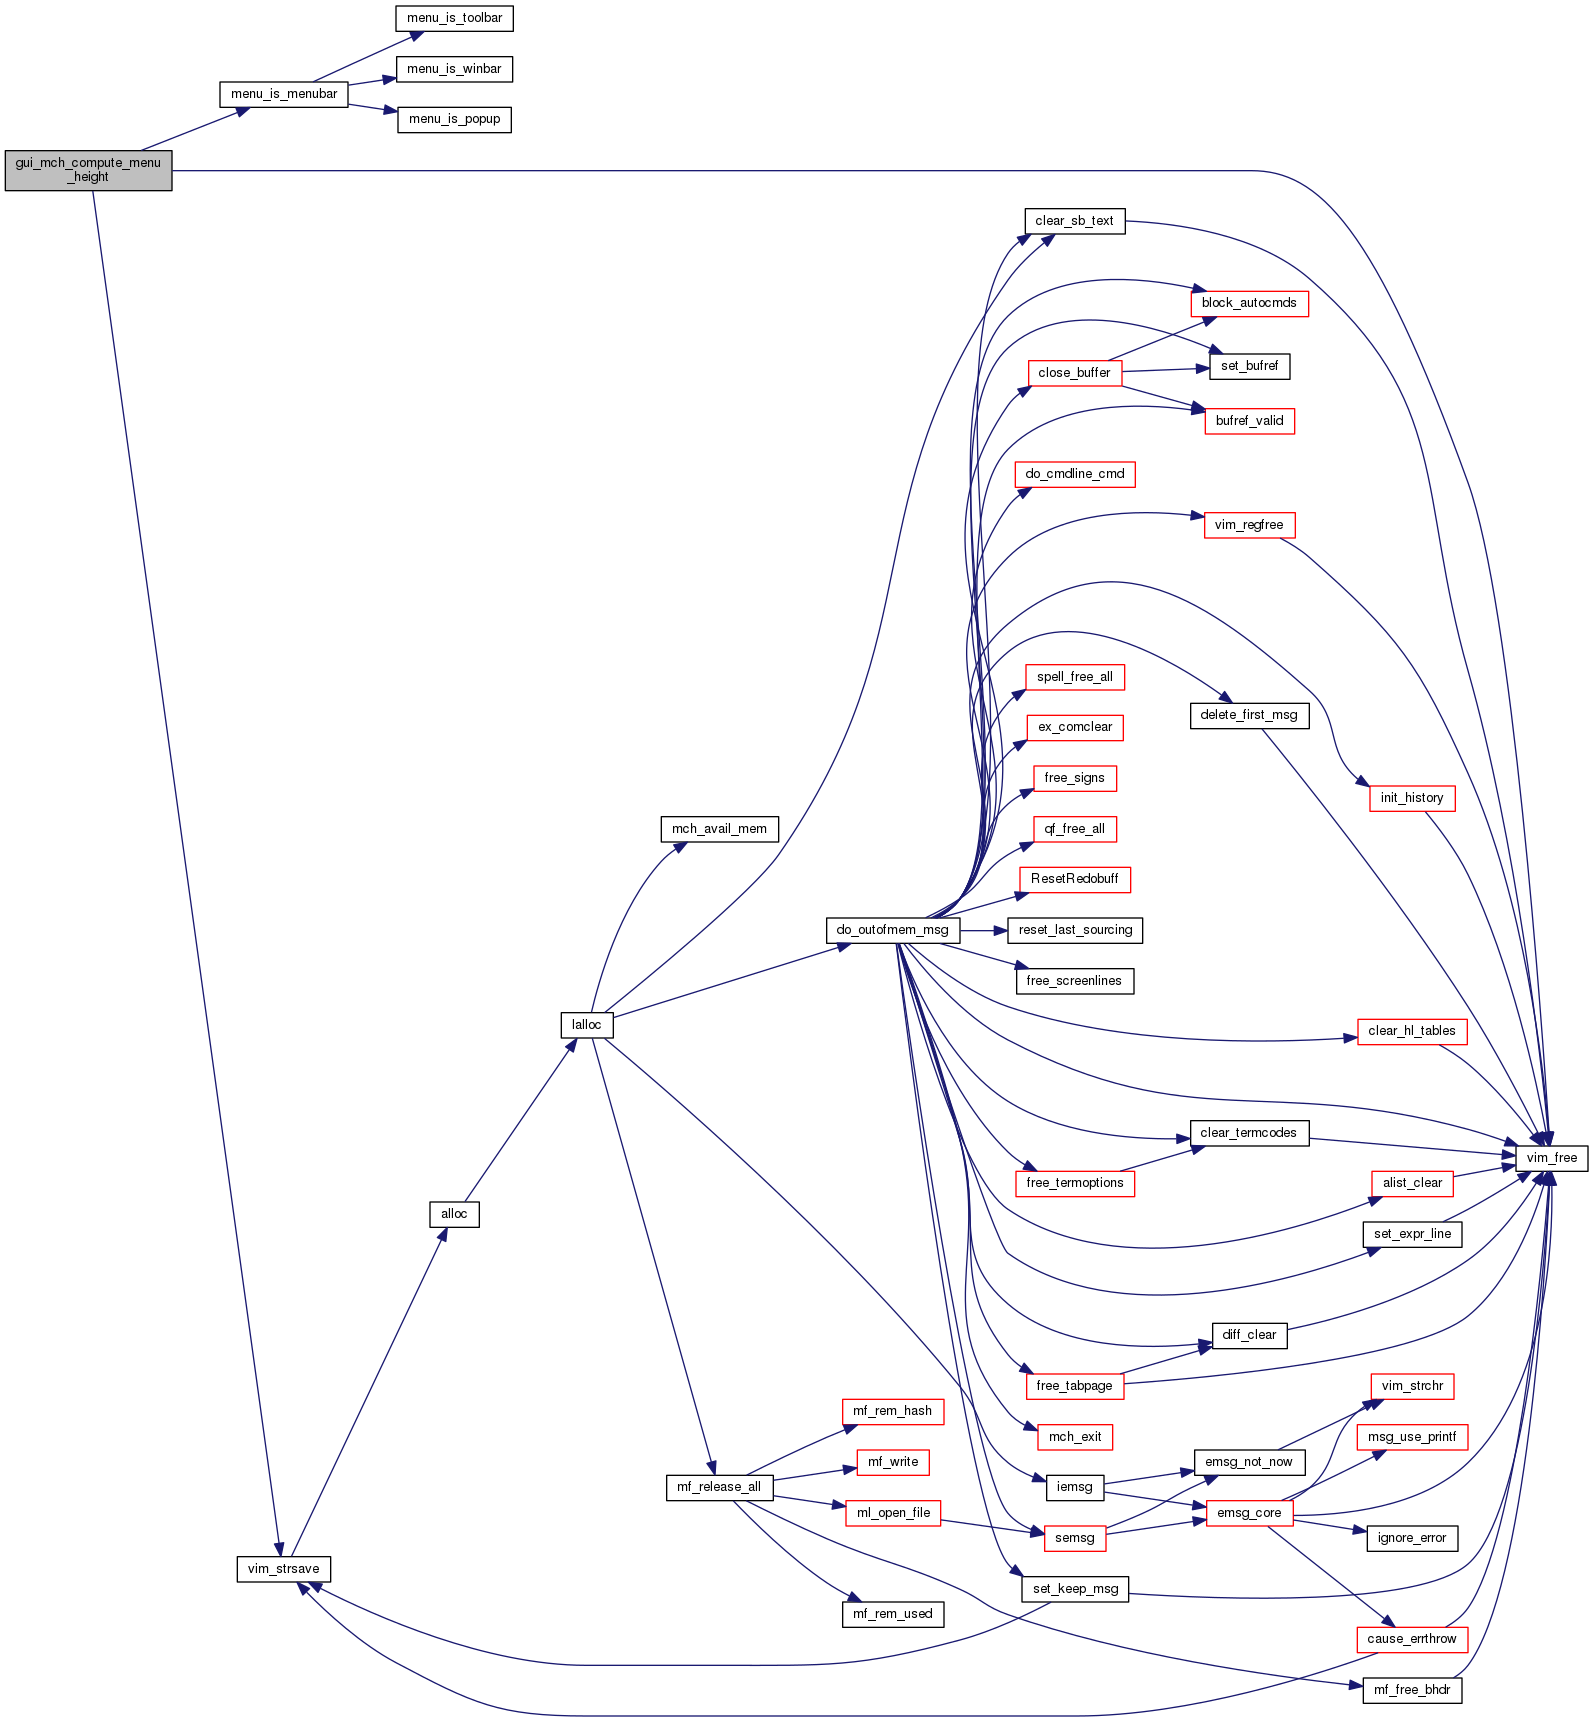 menu_is_toolbar
menu_is_winbar
menu_is_menubar
menu_is_popup
gui_mch_compute_menu
_height
clear_sb_text
block_autocmds
set_bufref
close_buffer
bufref_valid
do_cmdline_cmd
vim_regfree
spell_free_all
delete_first_msg
ex_comclear
free_signs
init_history
mch_avail_mem
qf_free_all
ResetRedobuff
do_outofmem_msg
reset_last_sourcing
free_screenlines
lalloc
clear_hl_tables
clear_termcodes
vim_free
free_termoptions
alist_clear
alloc
set_expr_line
diff_clear
free_tabpage
vim_strchr
mf_rem_hash
mch_exit
msg_use_printf
mf_write
emsg_not_now
mf_release_all
iemsg
ml_open_file
emsg_core
semsg
ignore_error
vim_strsave
set_keep_msg
mf_rem_used
cause_errthrow
mf_free_bhdr